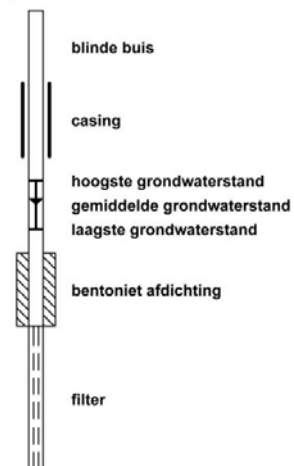 blinde buis
casing
hoogste grondwaterstand
gemiddelde grondwaterstand
laagste grondwaterstand
bentoniet afdichting
filter